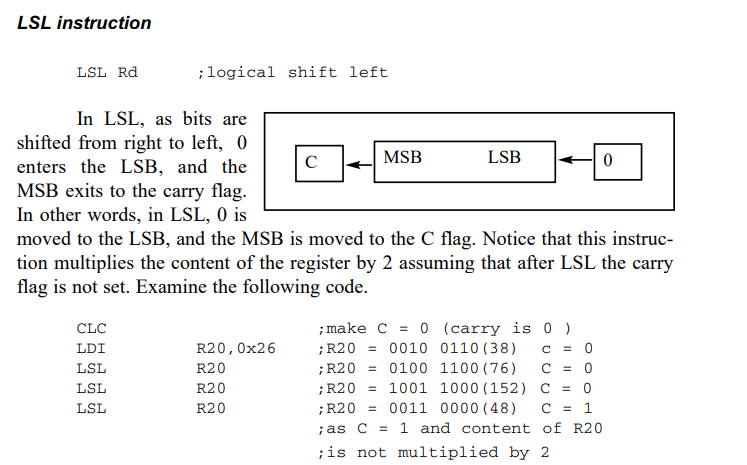 LSL instruction
LSL Rd ;logical shift left
In LSL, as bits are
shifted from right to left, 0
enters the LSB, and the
MSB exits to the carry flag.
In other words, in LSL, 0 is
C MSB LSB 0
moved to the LSB, and the MSB is moved to the C flag. Notice that this instruc-
tion multiplies the content of the register by 2 assuming that after LSL the carry
flag is not set. Examine the following code.
CLC ;make C = 0 (carry is 0 )
LDI R20,0x26 ;R20 = 0010 0110(38) c = 0
LSL R20 ;R20 = 0100 1100(76) C = 0
LSL R20 ;R20 = 1001 1000(152) C = 0
LSL R20 ;R20 = 0011 0000(48) C = 1
;as C = 1 and content of R20
;is not multiplied by 2